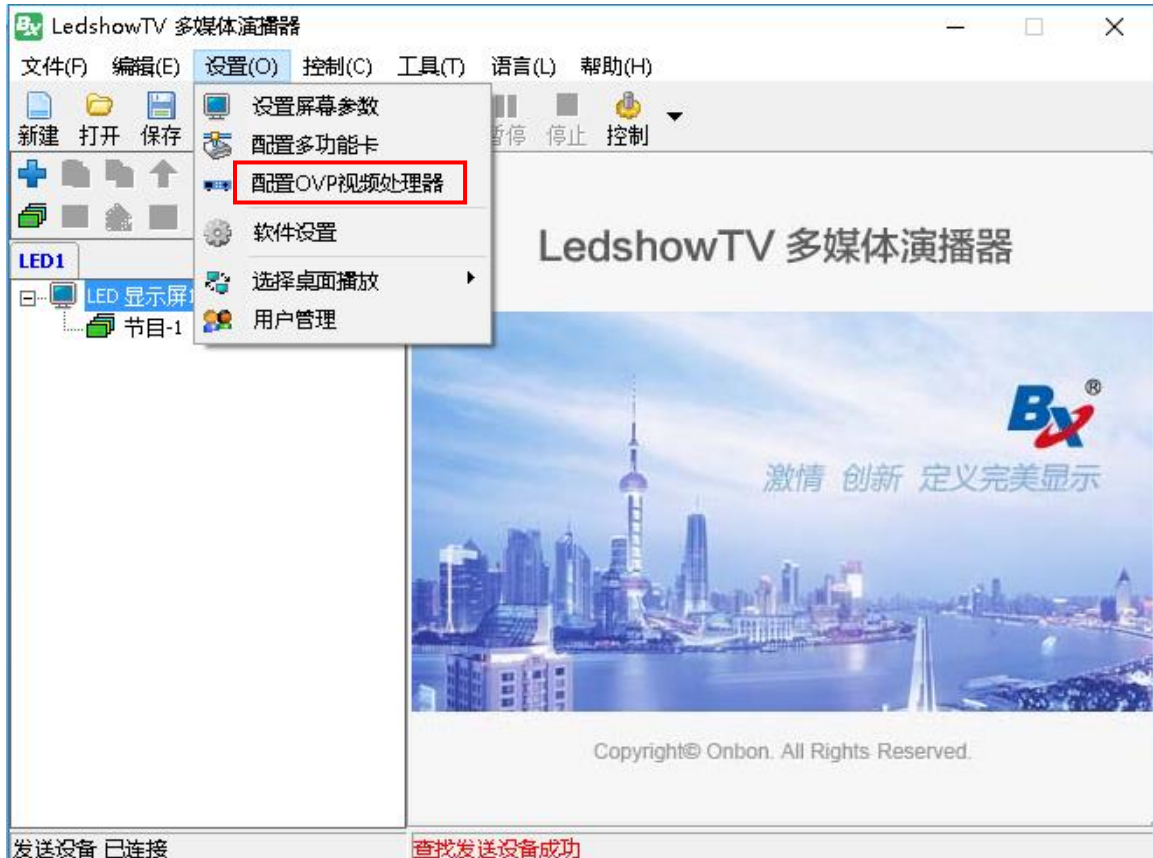 LedshowTV 多媒体演播器
文件(F) 编辑(E) 设置(O) 控制(C) 工具(T) 语言(L) 帮助(H)
新建 打开 保存 暂停 停止 控制
设置屏幕参数
配置多功能卡
配置OVP视频处理器
软件设置
选择桌面播放
用户管理
LED1
LED 显示屏1
节目-1
LedshowTV 多媒体演播器
BX®
激情 创新 定义完美显示
Copyright© Onbon. All Rights Reserved.
发送设备 已连接 查找发送设备成功